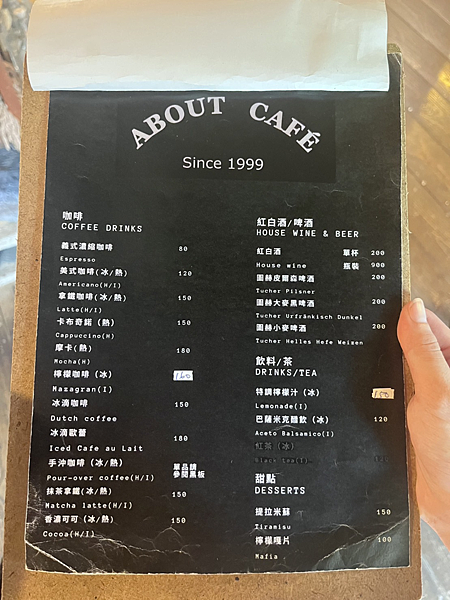 ABOUT CAFÉ
Since 1999
咖啡
COFFEE DRINKS
義式濃縮咖啡 80
Espresso
美式咖啡(冰/熱) 120
Americano(H/I)
拿鐵咖啡(冰/熱) 150
Latte(H/I)
卡布奇諾 (熱) 150
Cappuccino(H)
摩卡(熱) 180
Mocha(H)
檸檬咖啡 (冰) 160
Mazagran(I)
冰滴咖啡 150
Dutch coffee
冰滴歐蕾 180
Iced Cafe au Lait
手沖咖啡 (冰/熱) 單品請
Pour-over coffee(H/I) 參閱黑板
抹茶拿鐵(冰/熱) 150
Matcha latte(H/I)
香濃可可 (冰/熱) 150
Cocoa(H/I)
紅白酒/啤酒
HOUSE WINE & BEER
紅白酒 單杯 200
House wine 瓶裝 900
圖赫皮爾森啤酒 200
Tucher Pilsner
圖赫大麥黑啤酒 200
Tucher Urfränkisch Dunkel
圖赫小麥啤酒 200
Tucher Helles Hefe Weizen
飲料/茶
DRINKS/TEA
特調檸檬汁 (冰) 150
Lemonade(I)
巴薩米克醋飲 (冰) 120
Aceto Balsamico(I)
紅茶 (冰)
Black tea(I)
甜點
DESSERTS
提拉米蘇 150
Tiramisu
檸檬嘎片 100
Mafia